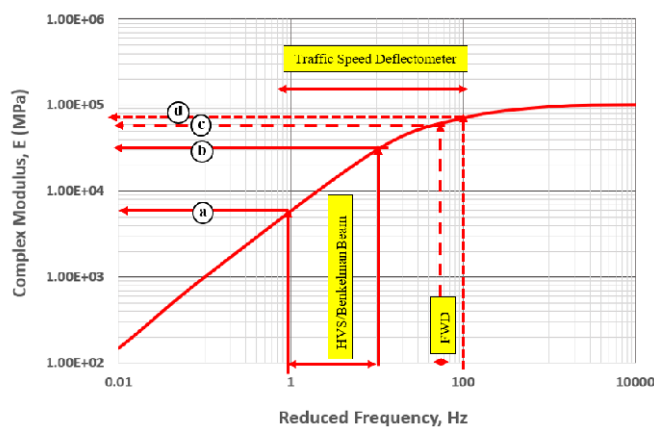 1.00E+06
Traffic Speed Deflectometer
1.00E+05
d
c
b
1.00E+04
a
1.00E+03
1.00E+02
HVS/Benkelman Beam
FWD
0.01
1
100
10000
Complex Modulus, E (MPa)
Reduced Frequency, Hz